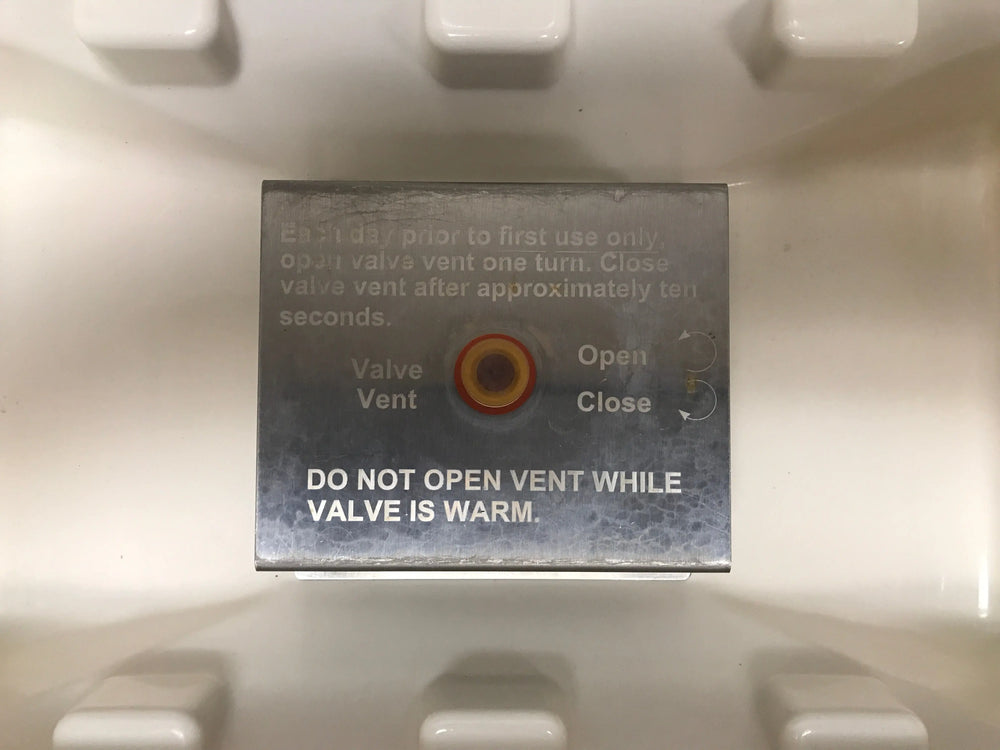 Each day prior to first use only,
open valve vent one turn. Close
valve vent after approximately ten
seconds.
Valve
Vent
Open
Close
DO NOT OPEN VENT WHILE
VALVE IS WARM.